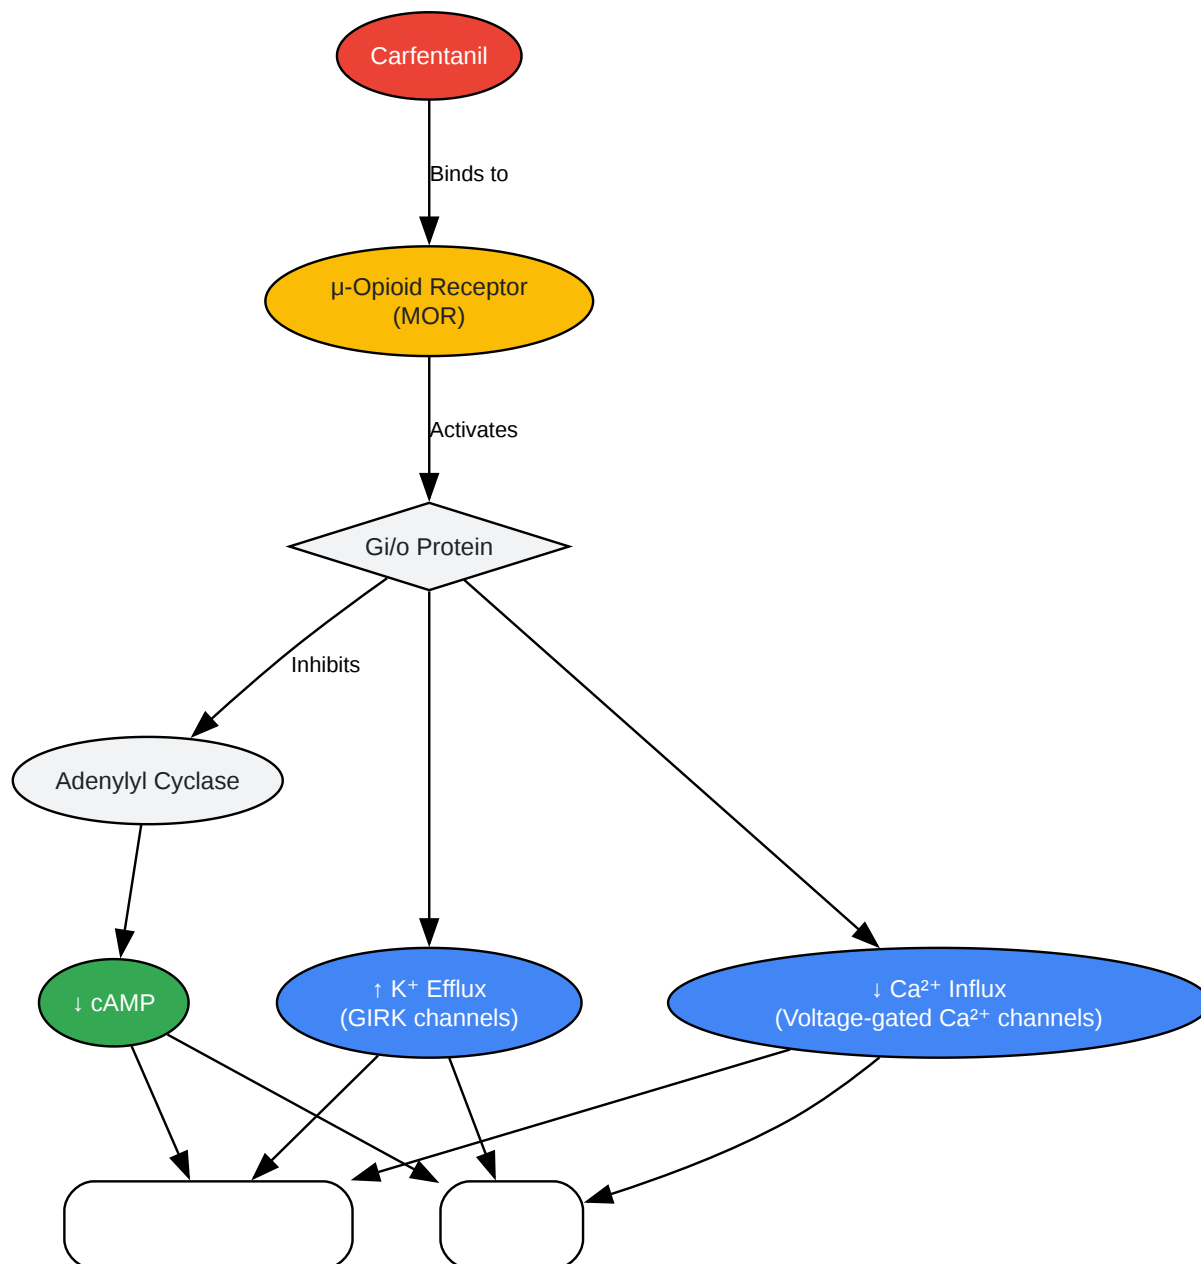 Carfentanil
Binds to
μ-Opioid Receptor
(MOR)
Activates
Gi/o Protein
Inhibits
Adenylyl Cyclase
↓ cAMP
↑ K⁺ Efflux
(GIRK channels)
↓ Ca²⁺ Influx
(Voltage-gated Ca²⁺ channels)